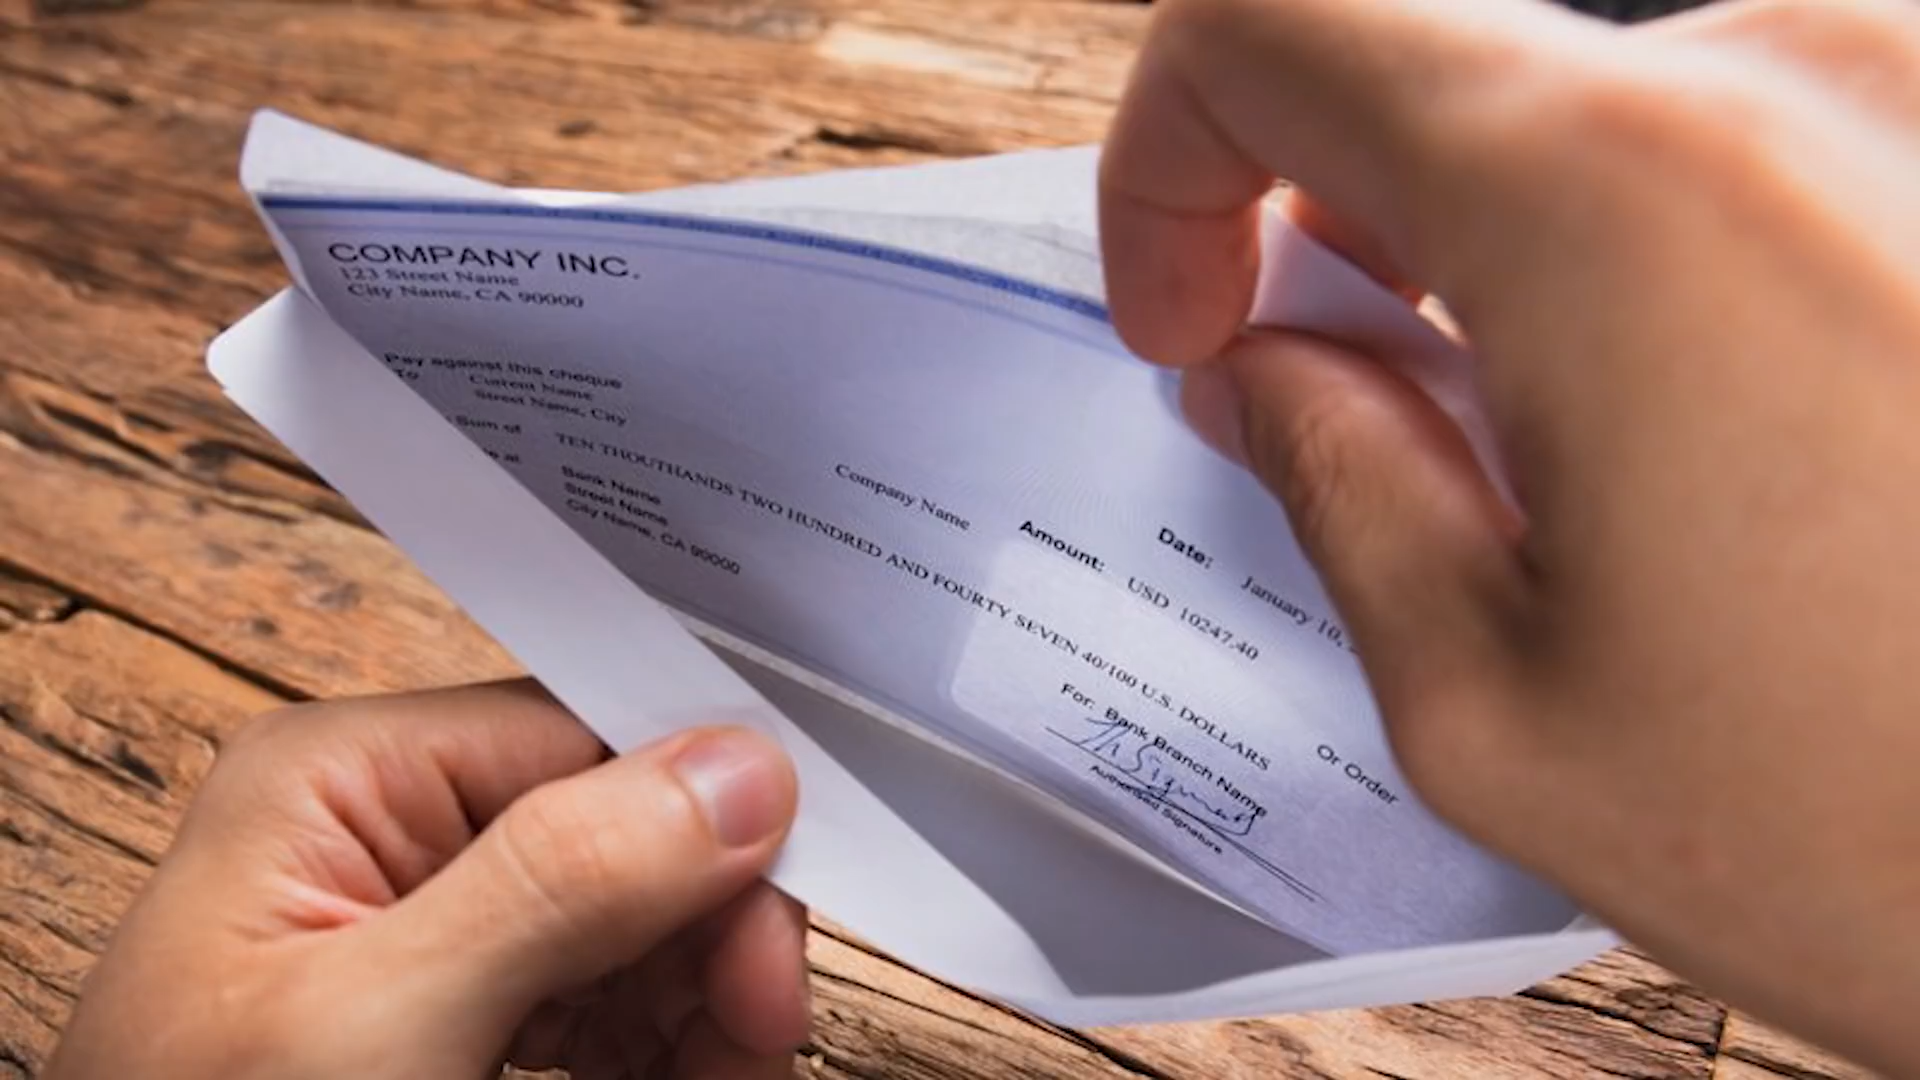 COMPANY INC.
123 Street Name
City Name, CA 90000
Pay against this cheque
To
Current Name
Street Name, City
Sum of
TEN THOUTHANDS TWO HUNDRED AND FOURTY SEVEN 40/100 U.S. DOLLARS
Bank Name
Street Name
City Name, CA 90000
Company Name
Date: January 10,
Amount: USD 10247.40
Or Order
For: Bank Branch Name
Authorised Signature